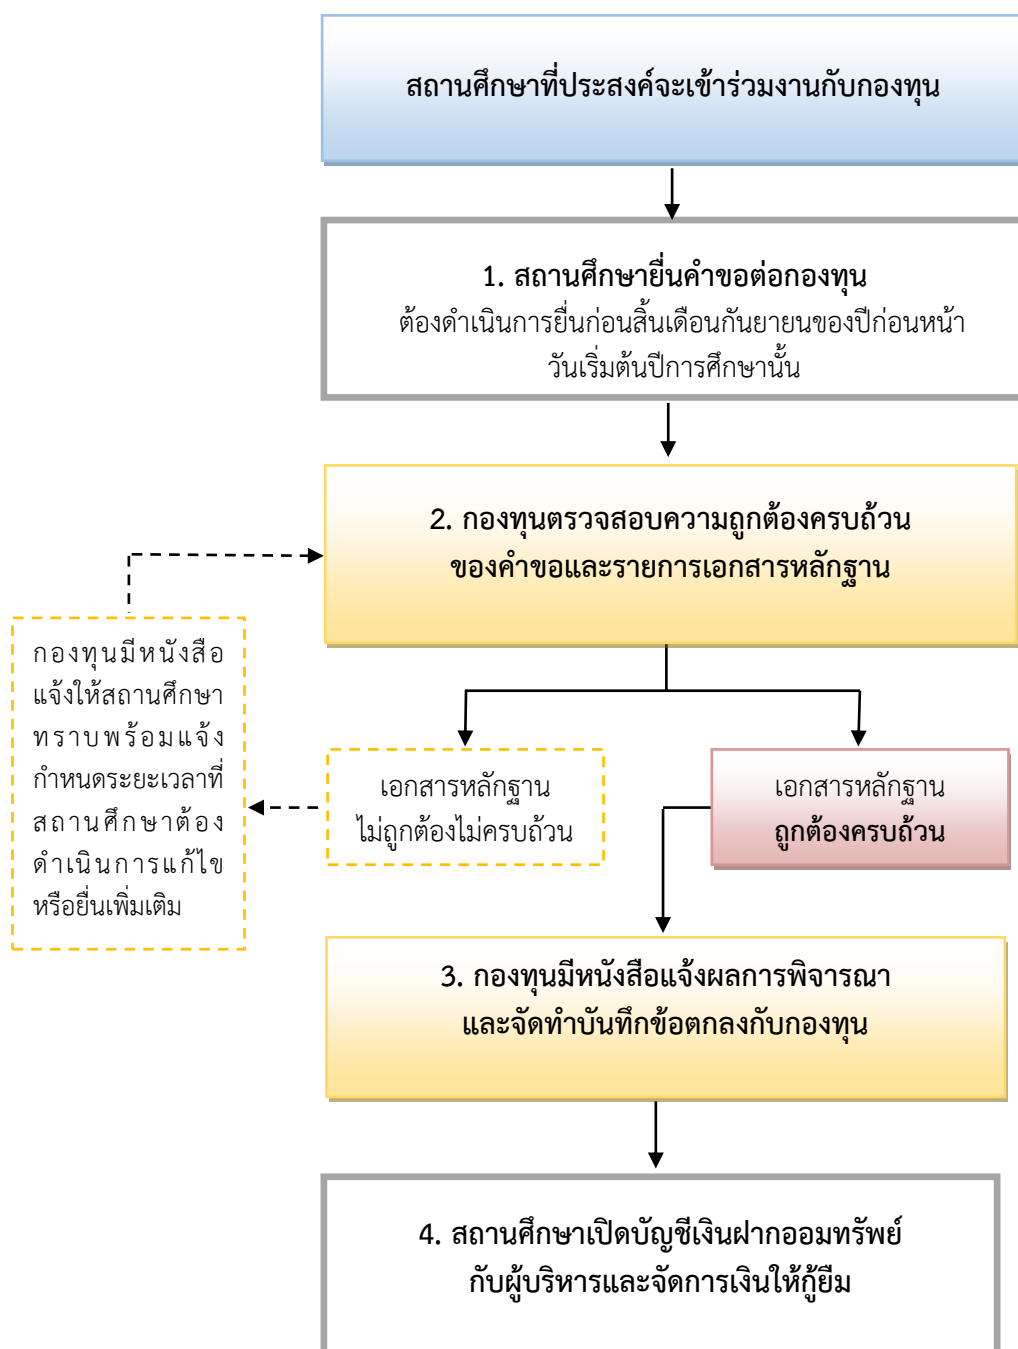 สถานศึกษาที่ประสงค์จะเข้าร่วมงานกับกองทุน
1. สถานศึกษายื่นคำขอต่อกองทุน
ต้องดำเนินการยื่นก่อนสิ้นเดือนกันยายนของปีก่อนหน้า
วันเริ่มต้นปีการศึกษานั้น
2. กองทุนตรวจสอบความถูกต้องครบถ้วน
ของคำขอและรายการเอกสารหลักฐาน
กองทุนมีหนังสือ
แจ้งให้สถานศึกษา
ทราบพร้อมแจ้ง
กำหนดระยะเวลาที่
สถานศึกษาต้อง
ดำเนินการแก้ไข
หรือยื่นเพิ่มเติม
เอกสารหลักฐาน
ไม่ถูกต้องไม่ครบถ้วน
เอกสารหลักฐาน
ถูกต้องครบถ้วน
3. กองทุนมีหนังสือแจ้งผลการพิจารณา
และจัดทำบันทึกข้อตกลงกับกองทุน
4. สถานศึกษาเปิดบัญชีเงินฝากออมทรัพย์
กับผู้บริหารและจัดการเงินให้กู้ยืม